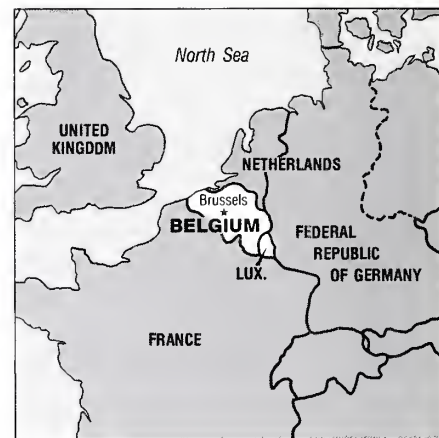 North Sea
UNITED
KINGDOM
NETHERLANDS
Brussels
BELGIUM
FEDERAL
REPUBLIC
OF GERMANY
LUX.
FRANCE